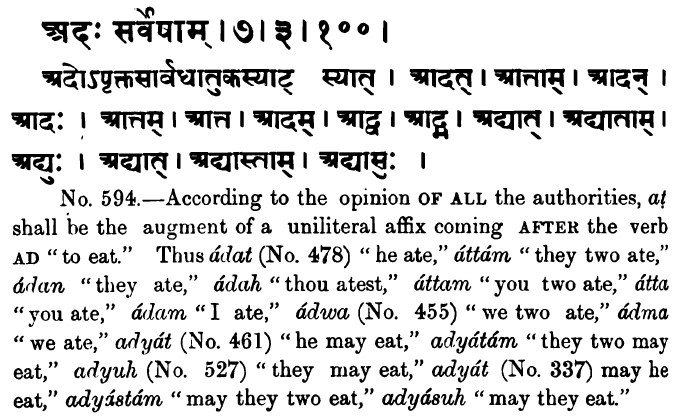 अदः सर्वेषाम् । ७ । ३ । १०० ।
अदोऽपृक्तसार्वधातुकस्याट् स्यात् । आदत् । आत्ताम् । आदन् ।
आदः । आत्तम् । आत्त । आदम् । आद्व । आद्म । अद्यात् । अद्याताम् ।
अद्युः । अद्यात् । अद्यास्ताम् । अद्यासुः ।
No. 594.—According to the opinion OF ALL the authorities, aṭ
shall be the augment of a uniliteral affix coming AFTER the verb
AD “to eat.” Thus ádat (No. 478) “he ate,” áttám “they two ate,”
ádan “they ate,” ádah “thou atest,” áttam “you two ate,” átta
“you ate,” ádam “I ate,” ádwa (No. 455) “we two ate,” ádma
“we ate,” adyát (No. 461) “he may eat,” adyátám “they two may
eat,” adyuh (No. 527) “they may eat,” adyát (No. 337) may he
eat,” adyástám “may they two eat,” adyásuh “may they eat.”